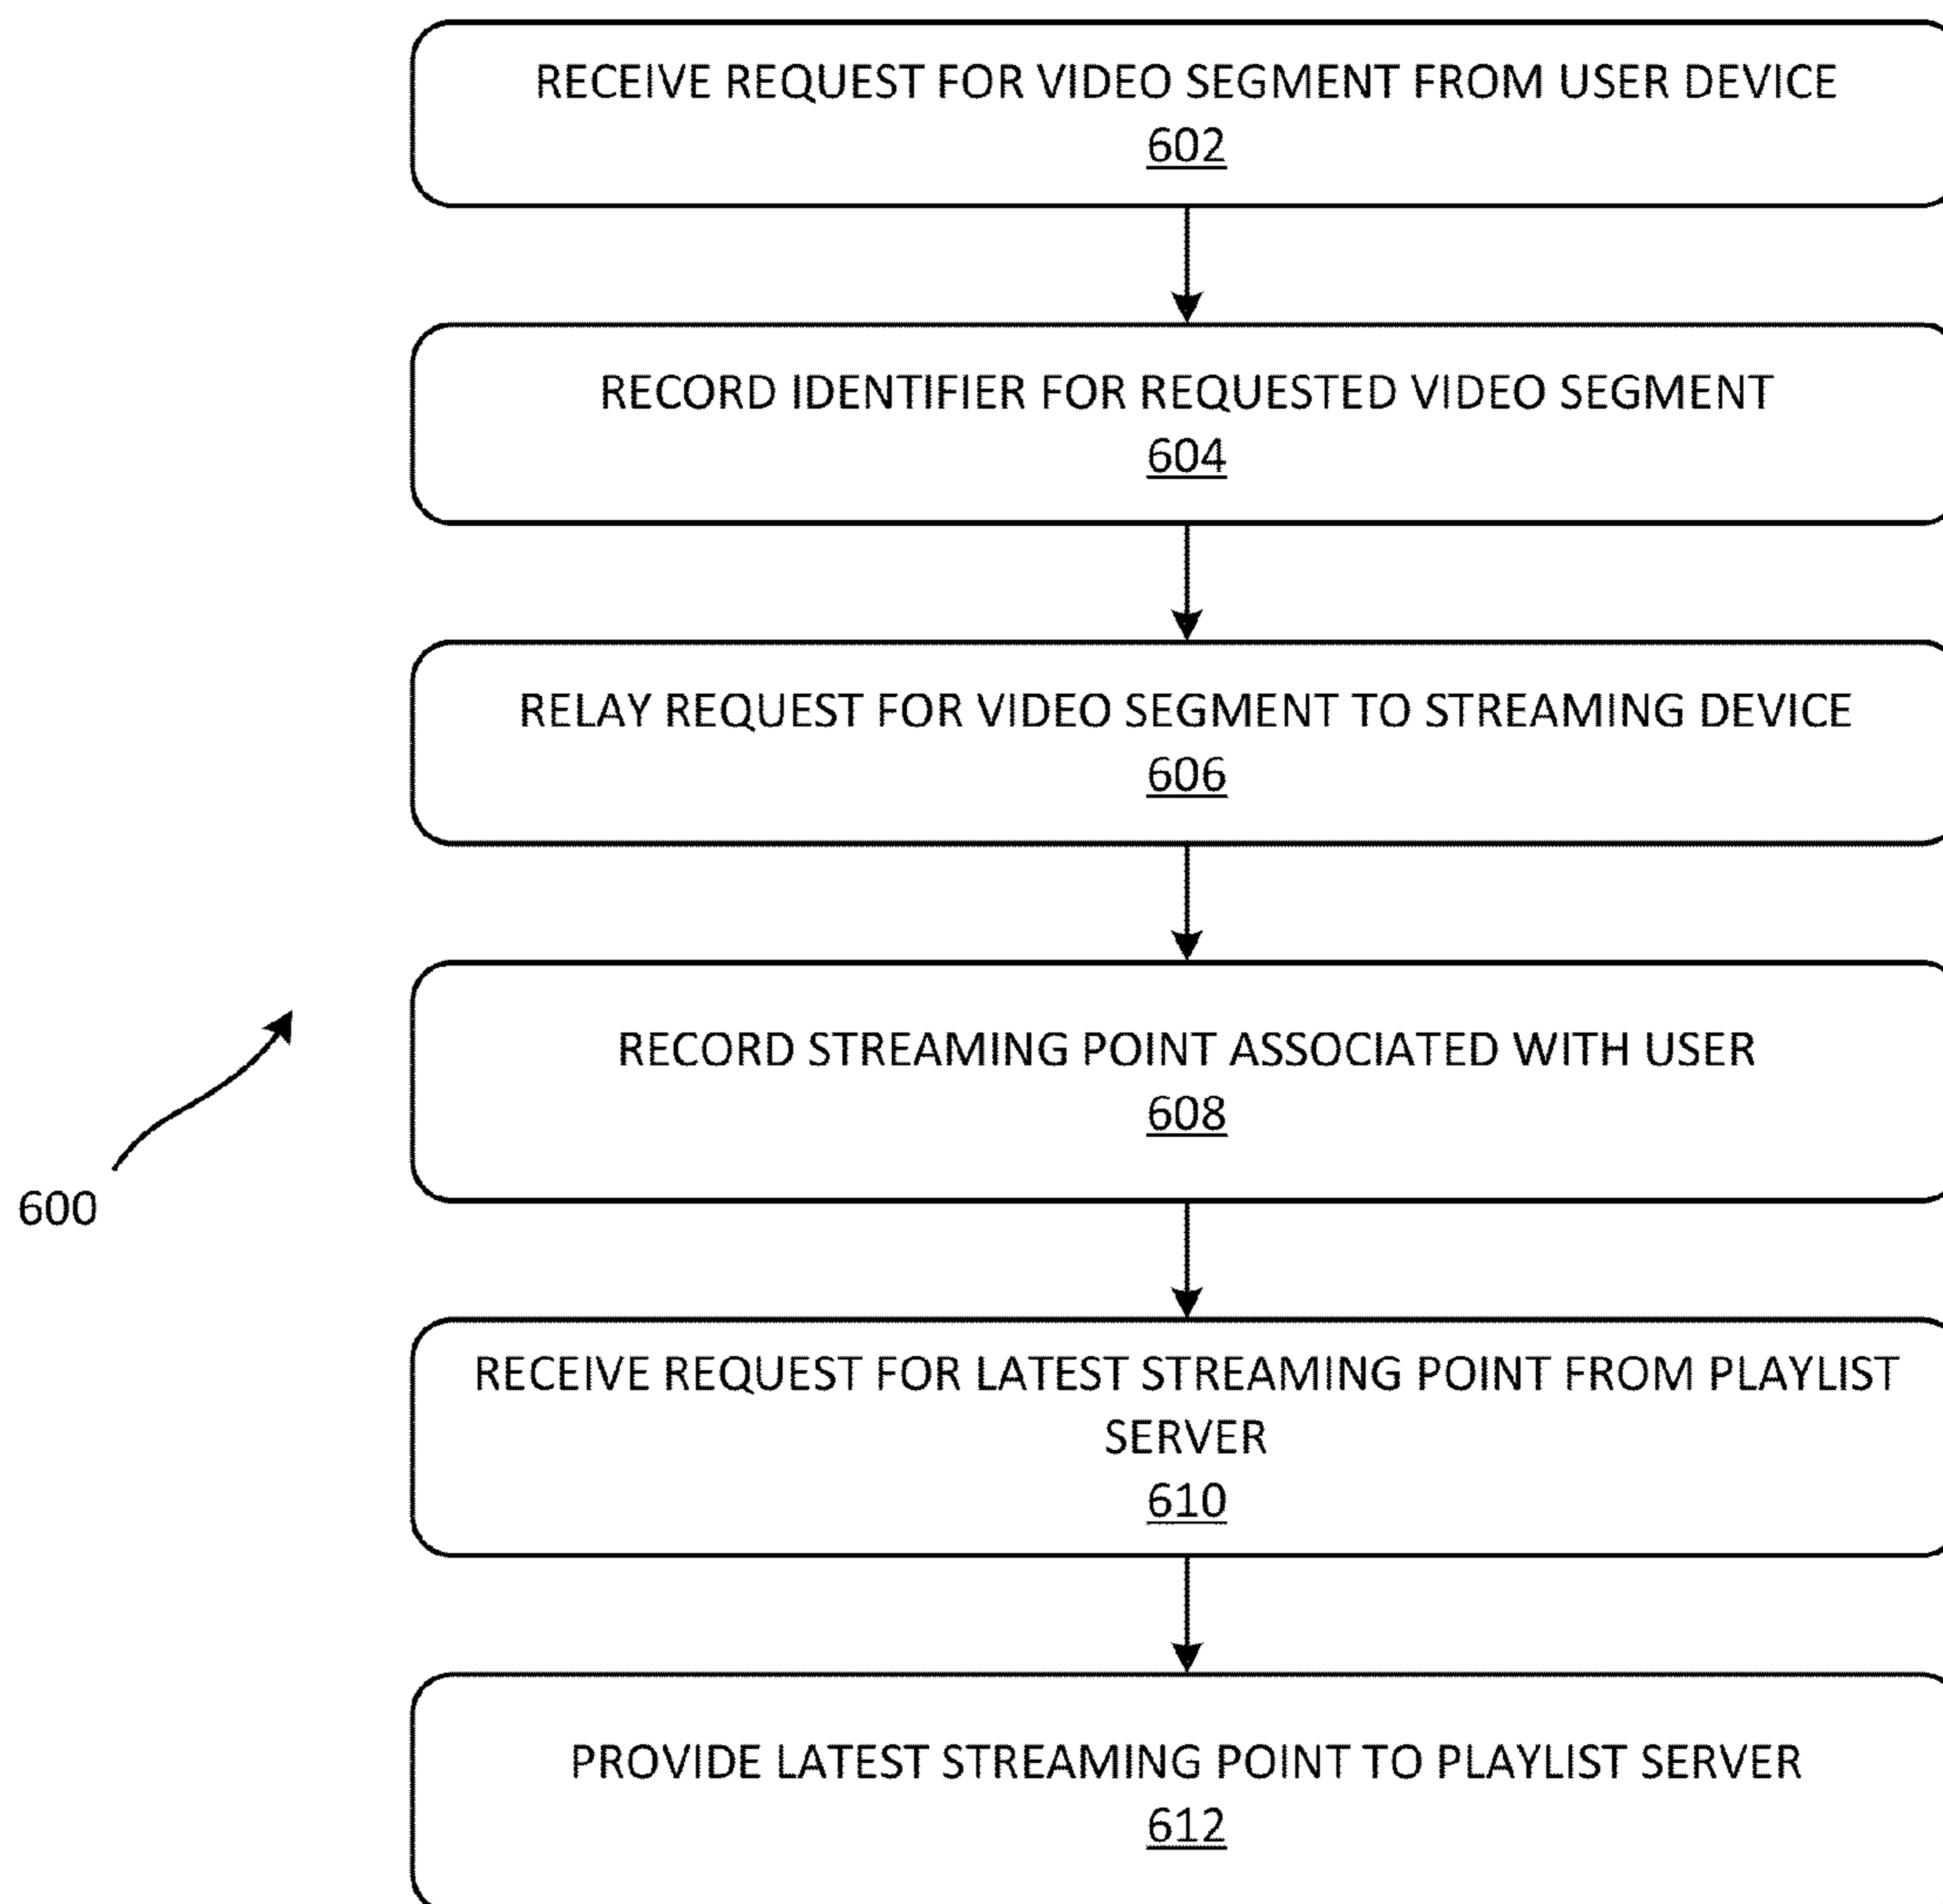 RECEIVE REQUEST FOR VIDEO SEGMENT FROM USER DEVICE
602
RECORD IDENTIFIER FOR REQUESTED VIDEO SEGMENT
604
RELAY REQUEST FOR VIDEO SEGMENT TO STREAMING DEVICE
606
RECORD STREAMING POINT ASSOCIATED WITH USER
608
600
RECEIVE REQUEST FOR LATEST STREAMING POINT FROM PLAYLIST
SERVER
610
PROVIDE LATEST STREAMING POINT TO PLAYLIST SERVER
612